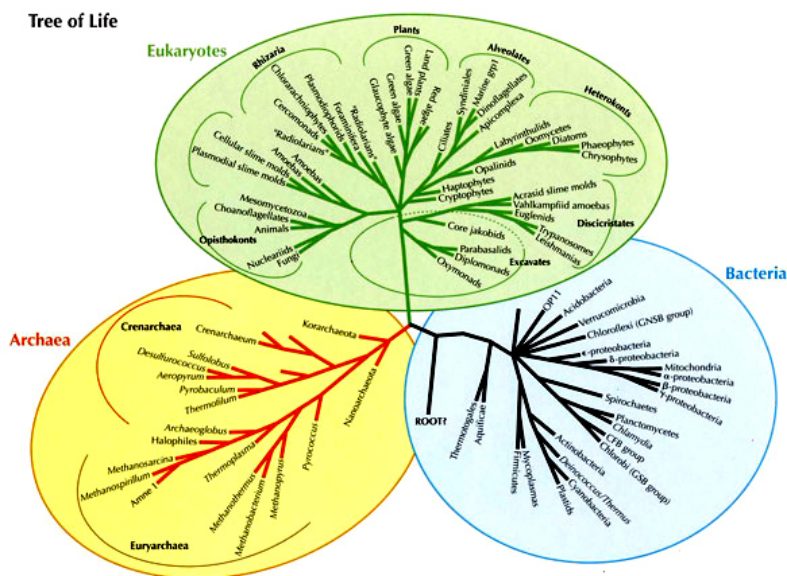 Tree of Life
Eukaryotes
Rhizaria
Plants
Alveolates
Heterokonts
Plasmodial slime molds
Cellular slime molds
Amoebas
Amoebas
"Radiolarians"
Cercomonads
Chlorarachniophytes
Plasmodiophorids
Foraminifera
"Radiolarians"
Glaucophyte algae
Green algae
Green algae
Land plants
Red algae
Ciliates
Syndiniales
Marine grp1
Dinoflagellates
Apicomplexa
Labyrinthulids
Oomycetes
Diatoms
Phaeophytes
Chrysophytes
Opalinids
Haptophytes
Cryptophytes
Acrasid slime molds
Vahlkampfiid amoebas
Euglenids
Trypanosomes
Leishmanias
Discicristates
Mesomycetozoa
Choanoflagellates
Animals
Opisthokonts
Nucleariids
Fungi
Core jakobids
Parabasalids
Diplomonads
Oxymonads
Excavates
Archaea
Crenarchaea
Crenarchaeum
Korarchaeota
Nanoarchaeota
Sulfolobus
Desulfurococcus
Aeropyrum
Pyrobaculum
Thermofilum
Archaeoglobus
Halophiles
Methanosarcina
Methanospirillum
Amne 1
Thermoplasma
Methanothermus
Methanobacterium
Methanopyrus
Pyrococcus
Euryarchaea
Bacteria
ROOT?
Thermotogales
Aquificae
OP11
Acidobacteria
Verrucomicrobia
Chloroflexi (GNSB group)
ε-proteobacteria
δ-proteobacteria
Mitochondria
α-proteobacteria
β-proteobacteria
γ-proteobacteria
Spirochaetes
Planctomycetes
Chlamydia
CFB group
Chlorobi (GSB group)
Actinobacteria
Deinococcus/Thermus
Cyanobacteria
Plastids
Mycoplasmas
Firmicutes